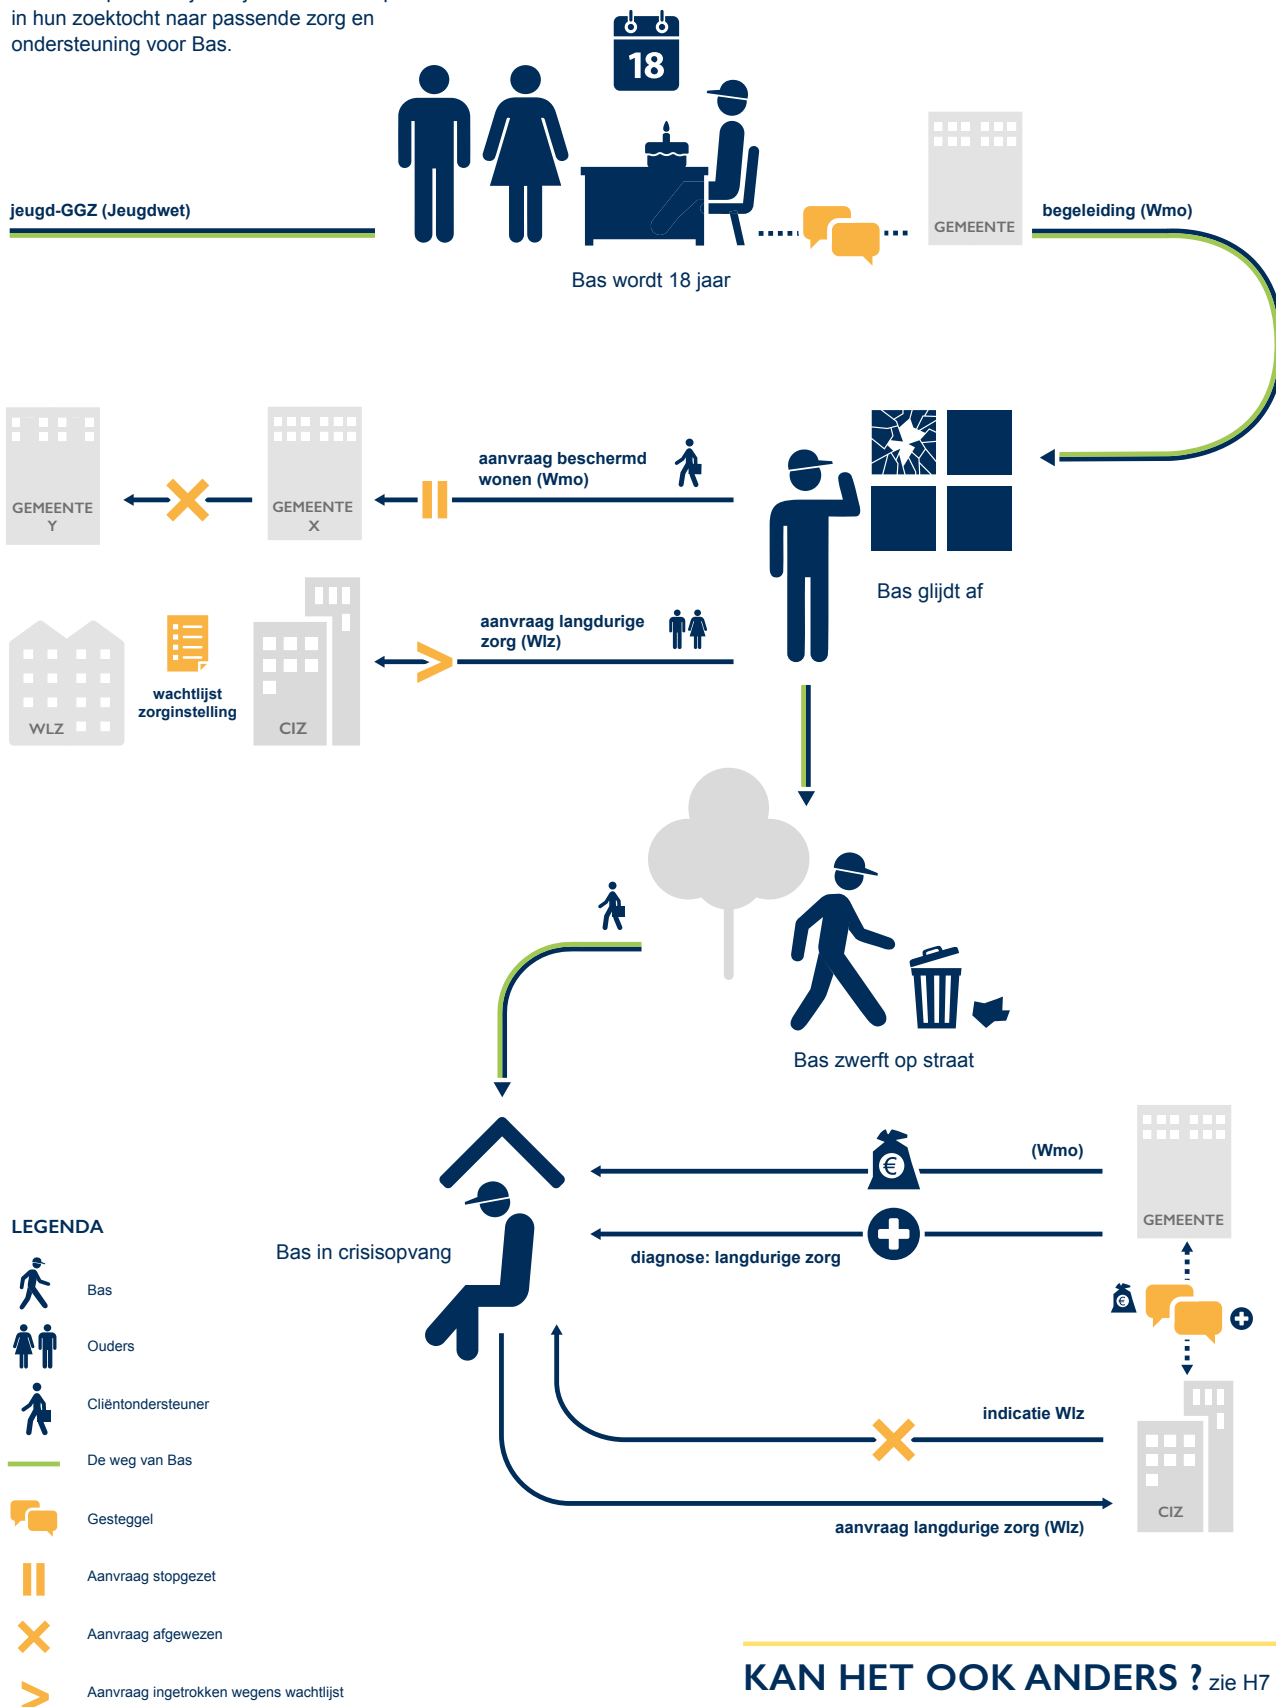 in hun zoektocht naar passende zorg en
ondersteuning voor Bas.
18
jeugd-GGZ (Jeugdwet)
GEMEENTE
begeleiding (Wmo)
Bas wordt 18 jaar
GEMEENTE
Y
GEMEENTE
X
aanvraag beschermd
wonen (Wmo)
Bas glijdt af
WLZ
wachtlijst
zorginstelling
CIZ
aanvraag langdurige
zorg (Wlz)
Bas zwerft op straat
(Wmo)
€
GEMEENTE
diagnose: langdurige zorg
Bas in crisisopvang
€
indicatie Wlz
CIZ
aanvraag langdurige zorg (Wlz)
LEGENDA
Bas
Ouders
Cliëntondersteuner
De weg van Bas
Gesteggel
Aanvraag stopgezet
Aanvraag afgewezen
Aanvraag ingetrokken wegens wachtlijst
KAN HET OOK ANDERS ? zie H7